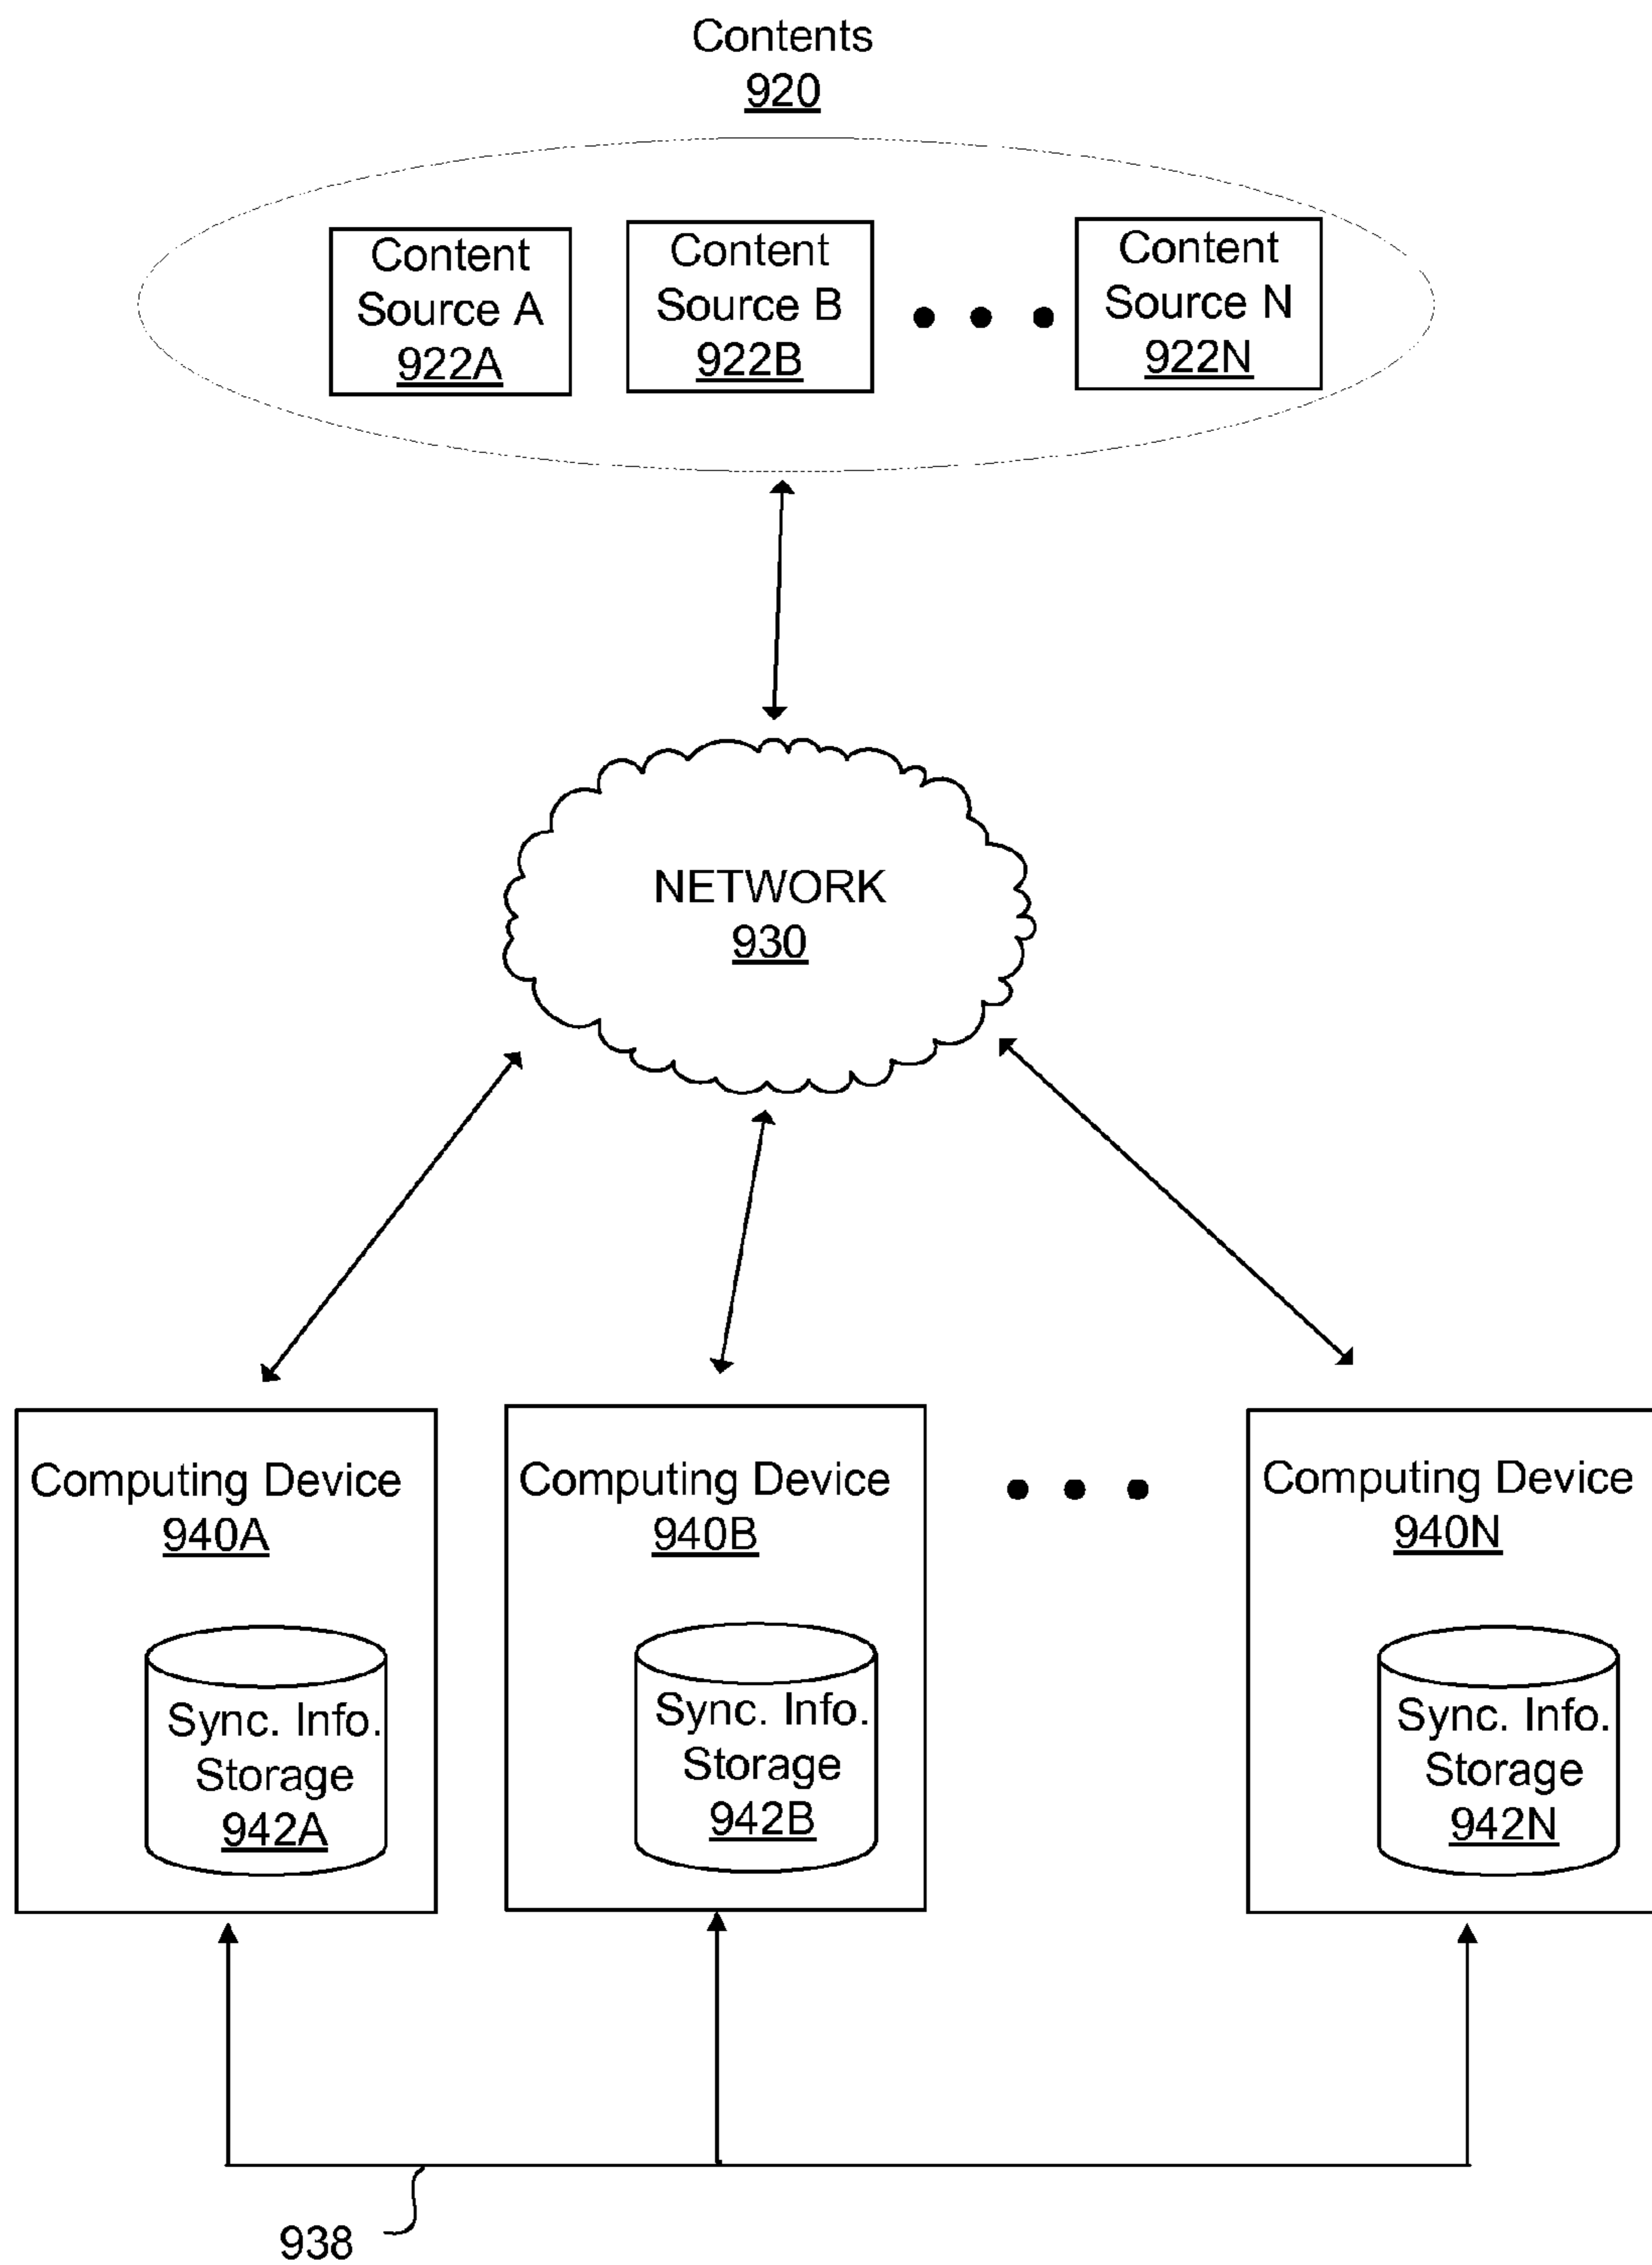 Contents
920
Content
Source A
922A
Content
Source B
922B
Content
Source N
922N
NETWORK
930
Computing Device
940A
Sync. Info.
Storage
942A
Computing Device
940B
Sync. Info.
Storage
942B
Computing Device
940N
Sync. Info.
Storage
942N
938